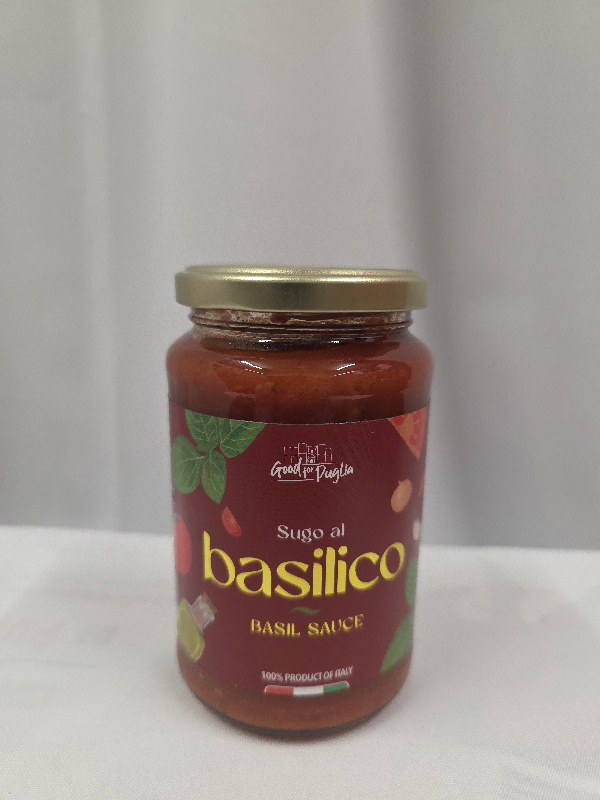 Good for Puglia
Sugo al
basilico
BASIL SAUCE
100% PRODUCT OF ITALY